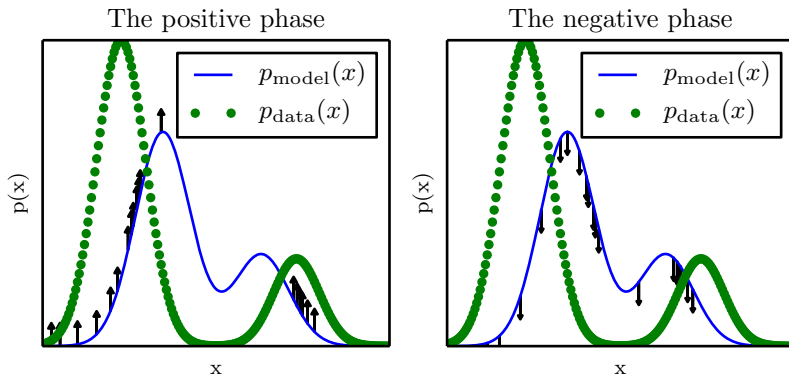 The positive phase
p_model(x)
p_data(x)
p(x)
x
The negative phase
p_model(x)
p_data(x)
p(x)
x